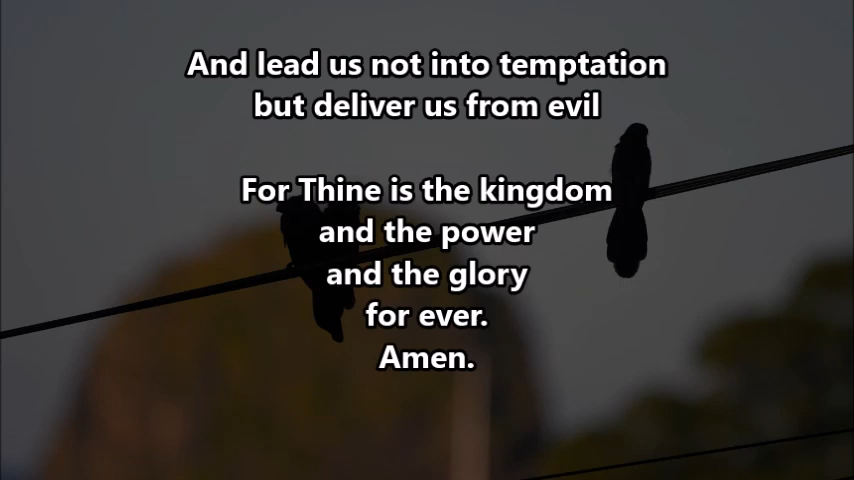 And lead us not into temptation
but deliver us from evil
For Thine is the kingdom
and the power
and the glory
for ever.
Amen.